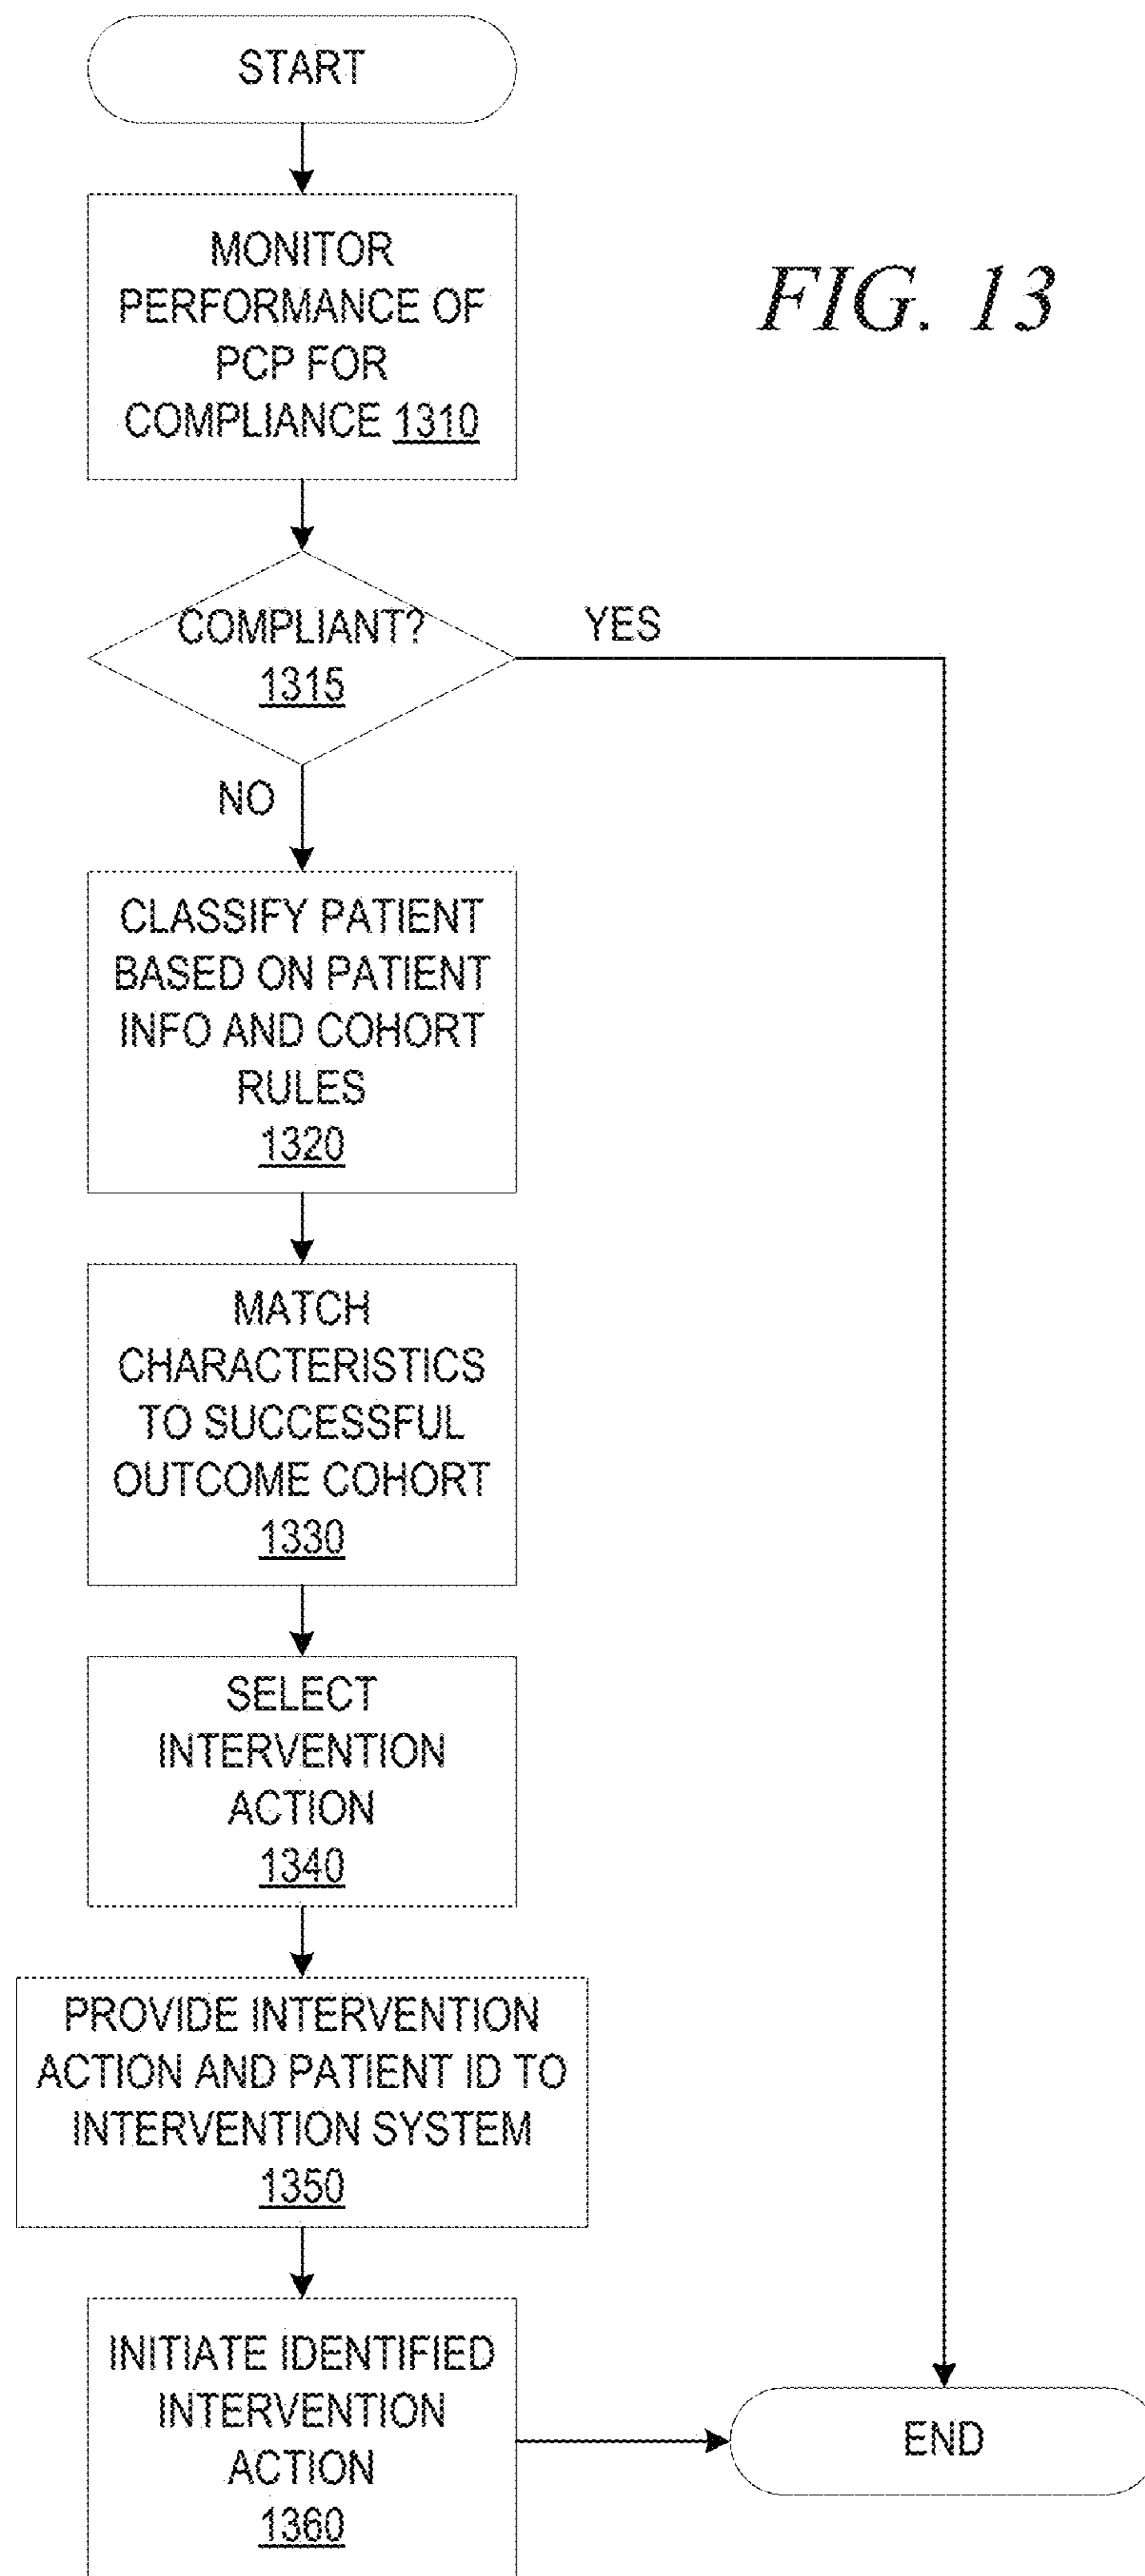 START
MONITOR
PERFORMANCE OF
PCP FOR
COMPLIANCE 1310
FIG. 13
COMPLIANT?
1315
YES
NO
CLASSIFY PATIENT
BASED ON PATIENT
INFO AND COHORT
RULES
1320
MATCH
CHARACTERISTICS
TO SUCCESSFUL
OUTCOME COHORT
1330
SELECT
INTERVENTION
ACTION
1340
PROVIDE INTERVENTION
ACTION AND PATIENT ID TO
INTERVENTION SYSTEM
1350
INITIATE IDENTIFIED
INTERVENTION
ACTION
1360
END